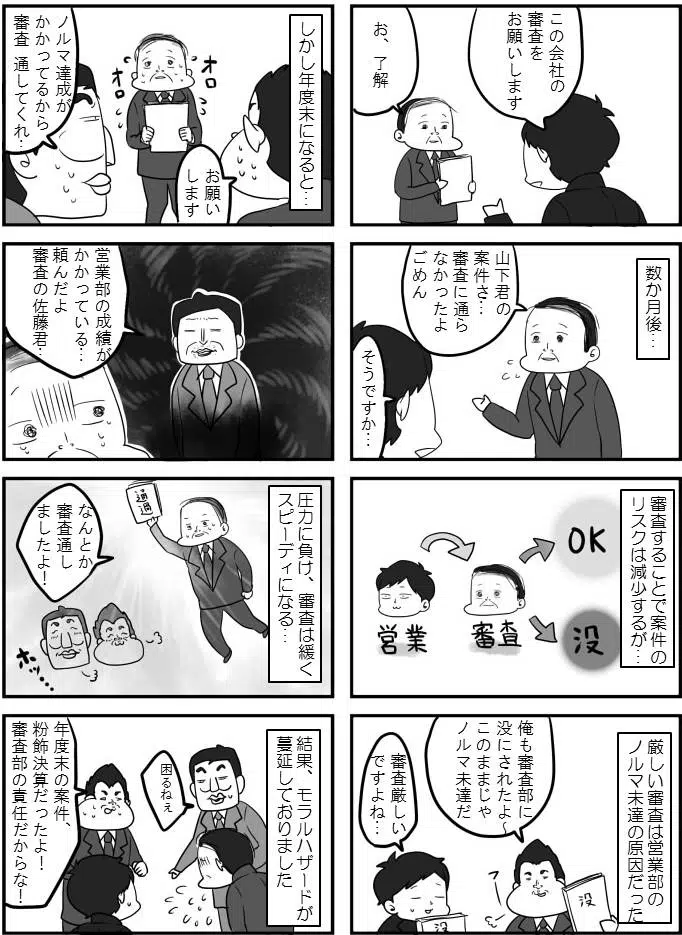 この会社の
審査を
お願いします
お、了解
数か月後…
山下君の
案件さ…
審査に通ら
なかったよ
ごめん
そうですか…
審査することで案件の
リスクは減少するが…
営業
審査
OK
没
厳しい審査は営業部の
ノルマ未達の原因だった
俺も審査部に
没にされたよ~
このままじゃ
ノルマ未達だ
審査厳しい
ですよね…
没
没
しかし年度末になると…
オロ
オロ
お願い
します
ノルマ達成が
かかってるから
審査 通してくれ…
営業部の成績が
かかっている…
頼んだよ
審査の佐藤君…
圧力に負け、審査は緩く
スピーディになる…
通過
なんとか
審査通し
ましたよ!
ホッ…
結果、モラルハザードが
蔓延しておりました
困るねぇ
年度末の案件、
粉飾決算だったよ!
審査部の責任だからな!